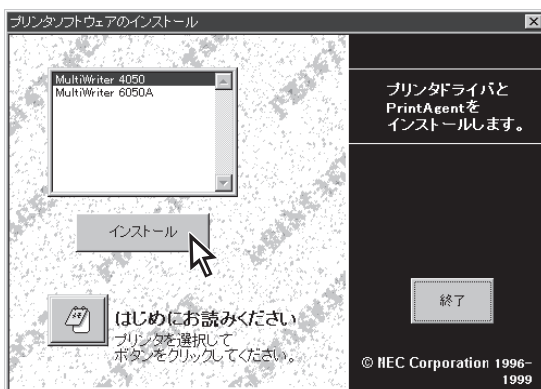 プリンタソフトウェアのインストール
MultiWriter 4050
MultiWriter 6050A
プリンタドライバと
PrintAgentを
インストールします。
インストール
終了
はじめにお読みください
プリンタを選択して
ボタンをクリックしてください。
© NEC Corporation 1996-
1999